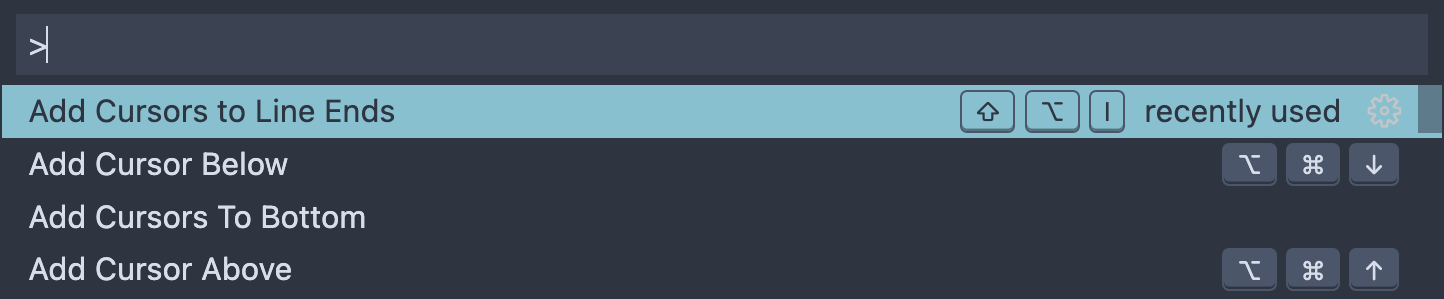 >
Add Cursors to Line Ends ⇧ ⌥ I recently used
Add Cursor Below ⌥ ⌘ ↓
Add Cursors To Bottom
Add Cursor Above ⌥ ⌘ ↑